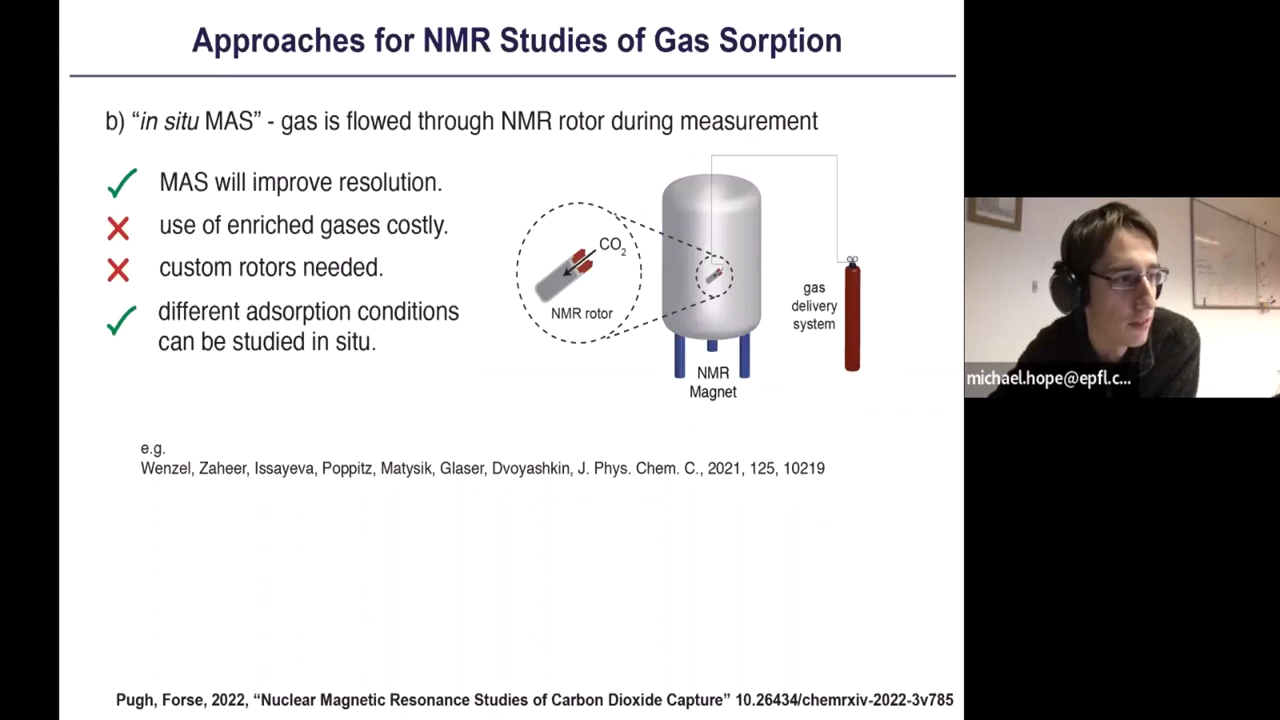 Approaches for NMR Studies of Gas Sorption
b) “in situ MAS” - gas is flowed through NMR rotor during measurement
MAS will improve resolution.
use of enriched gases costly.
custom rotors needed.
different adsorption conditions
can be studied in situ.
CO2
NMR rotor
NMR
Magnet
gas
delivery
system
e.g.
Wenzel, Zaheer, Issayeva, Poppitz, Matysik, Glaser, Dvoyashkin, J. Phys. Chem. C., 2021, 125, 10219
Pugh, Forse, 2022, “Nuclear Magnetic Resonance Studies of Carbon Dioxide Capture” 10.26434/chemrxiv-2022-3v785
michael.hope@epfl.c...